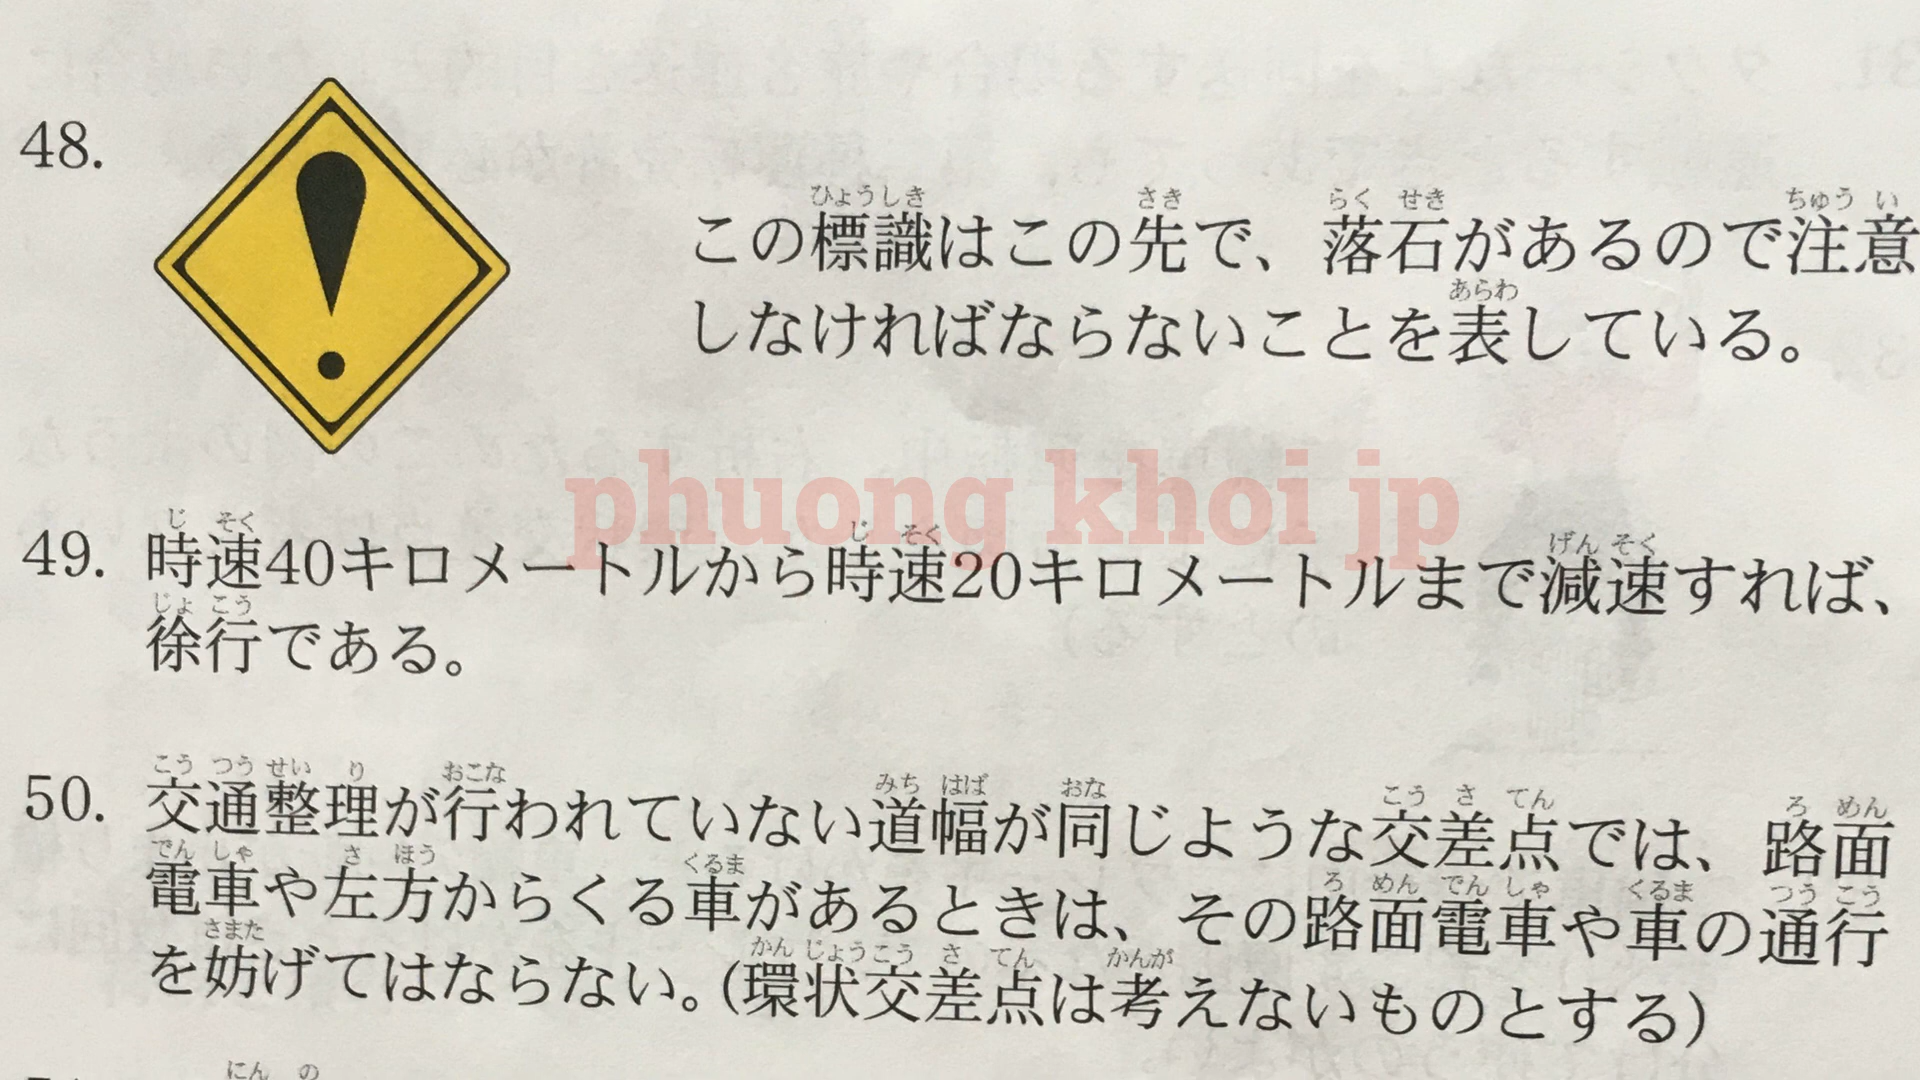 48.
この標識はこの先で、落石があるので注意
しなければならないことを表している。
phuong khoi jp
49. 時速40キロメートルから時速20キロメートルまで減速すれば、
徐行である。
50. 交通整理が行われていない道幅が同じような交差点では、路面
電車や左方からくる車があるときは、その路面電車や車の通行
を妨げてはならない。(環状交差点は考えないものとする)
にん の